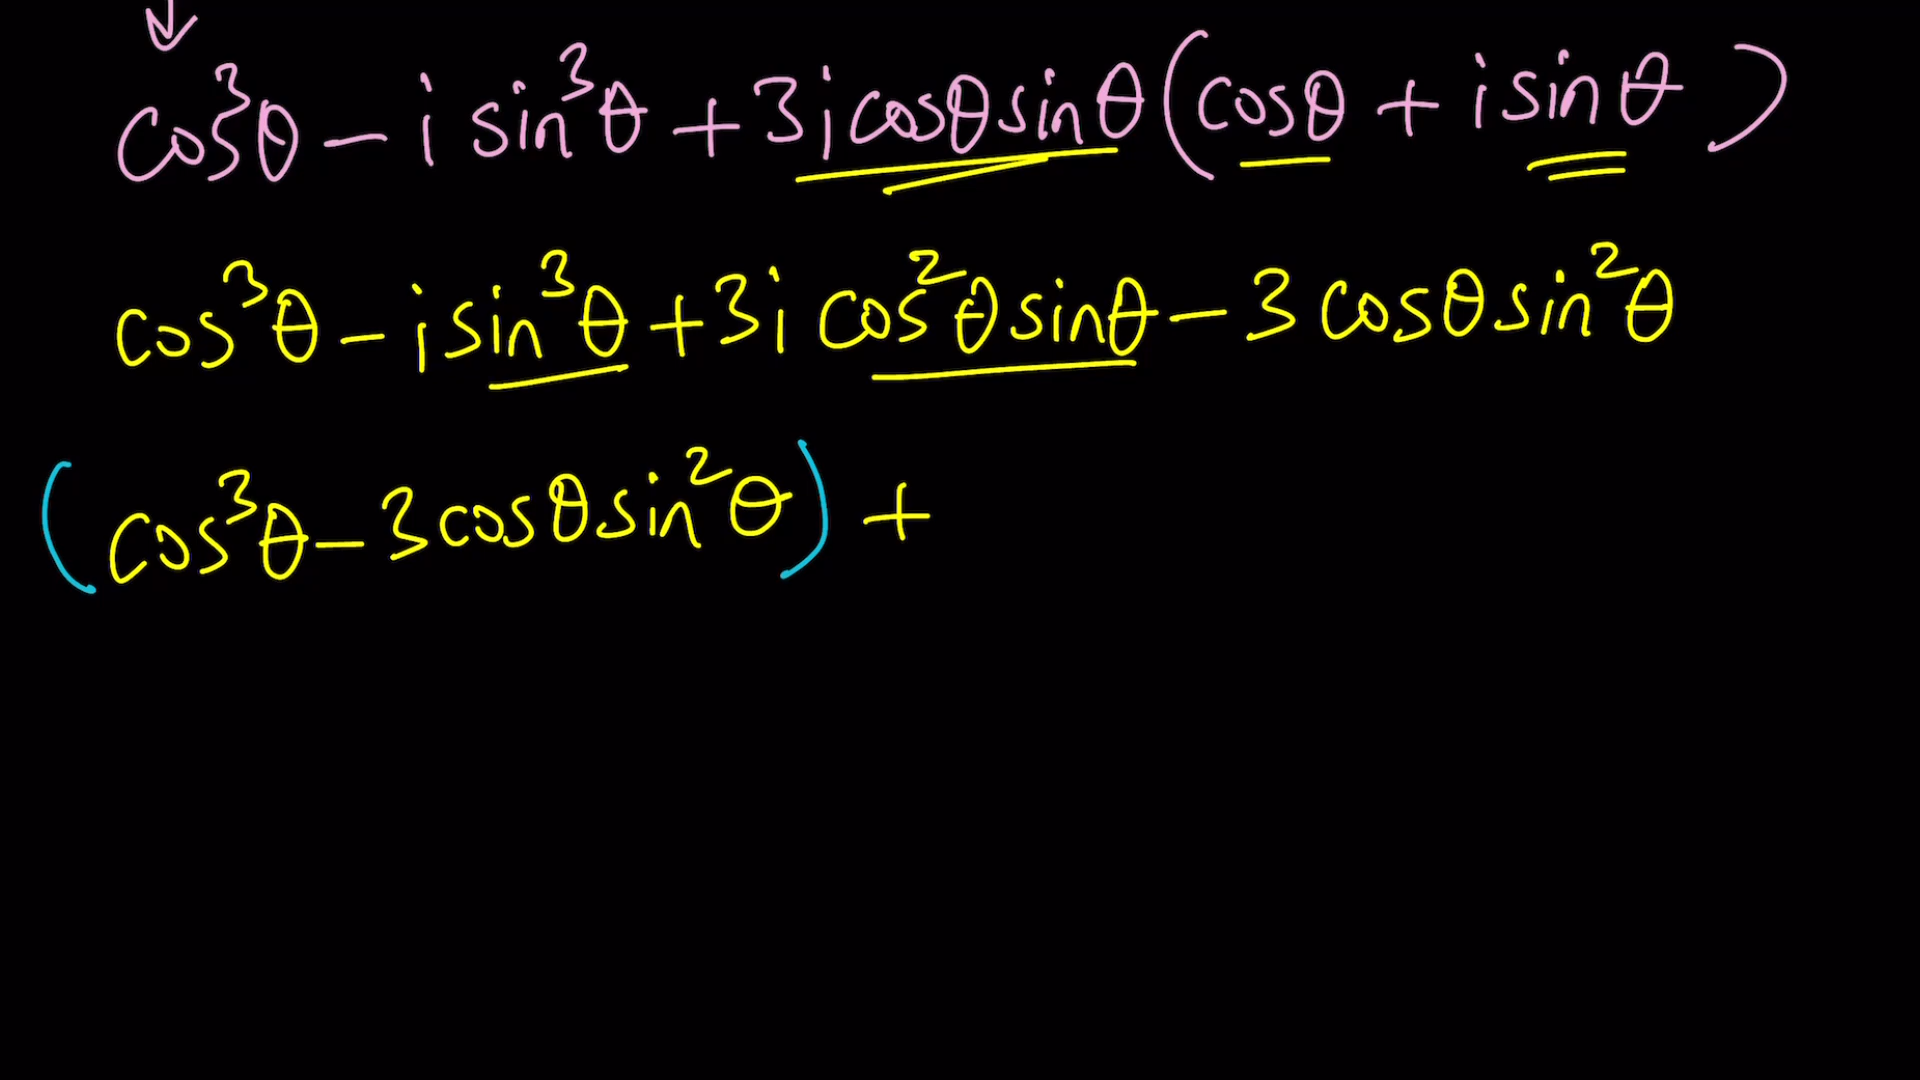 cos³θ − i sin³θ + 3i cosθ sinθ (cosθ + i sinθ)
cos³θ − i sin³θ + 3i cos²θ sinθ − 3 cosθ sin²θ
(cos³θ − 3 cosθ sin²θ) +